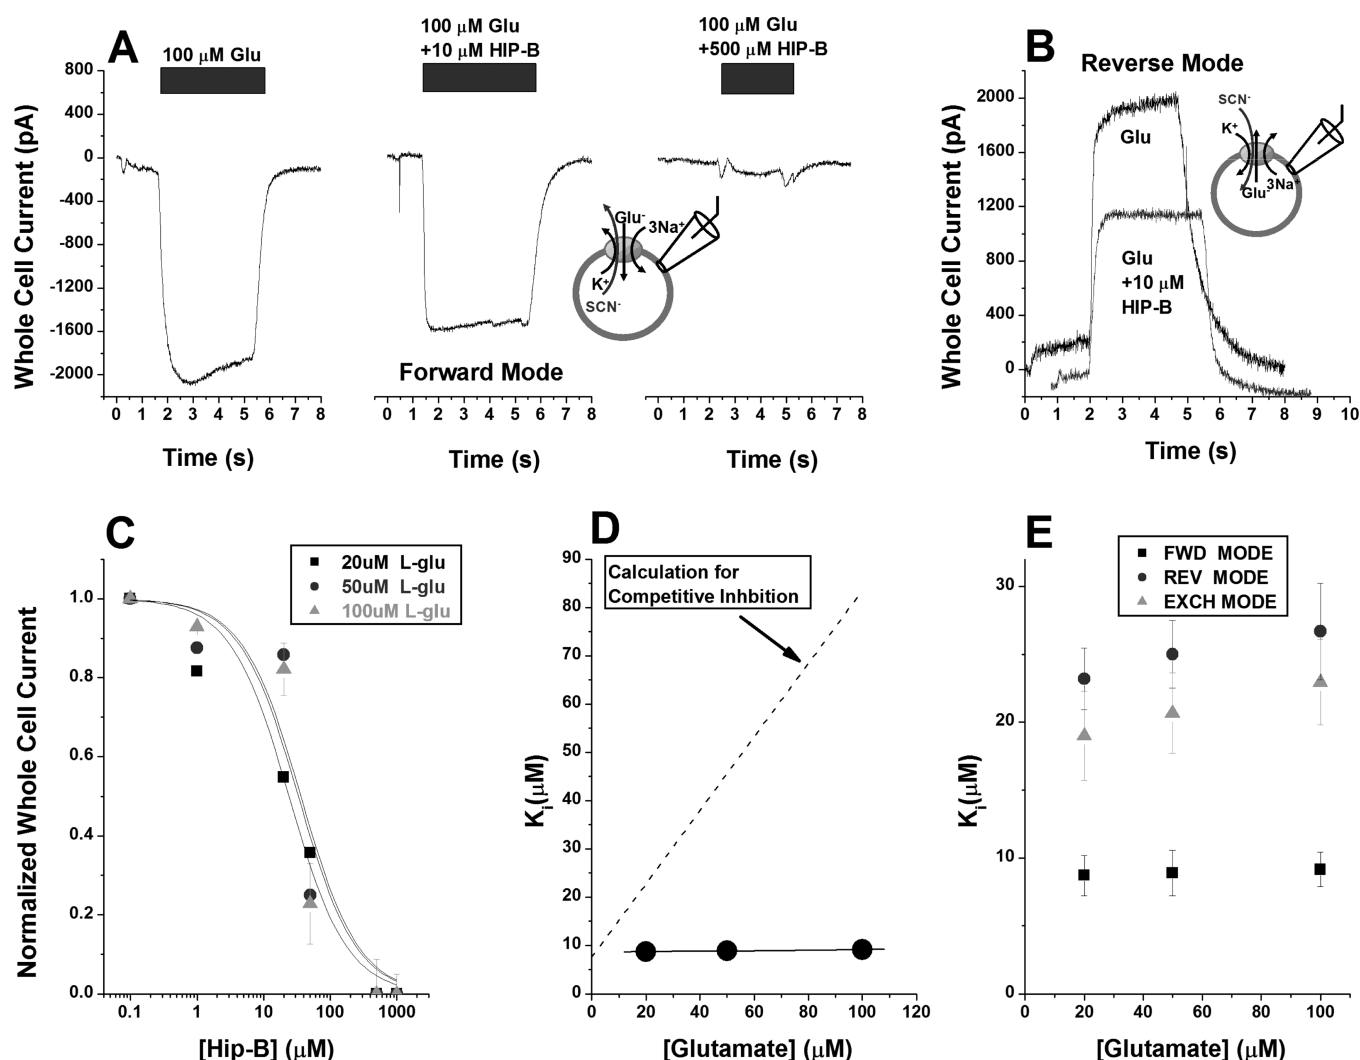 A
100 μM Glu
100 μM Glu
+10 μM HIP-B
100 μM Glu
+500 μM HIP-B
800
400
0
-400
-800
-1200
-1600
-2000
Whole Cell Current (pA)
Glu-
3Na+
K+
SCN-
Forward Mode
0 1 2 3 4 5 6 7 8
0 1 2 3 4 5 6 7 8
0 1 2 3 4 5 6 7 8
Time (s)
Time (s)
Time (s)
B
Reverse Mode
2000
1600
1200
800
400
0
Whole Cell Current (pA)
Glu
Glu
+10 μM
HIP-B
SCN-
K+
Glu-
3Na+
0 1 2 3 4 5 6 7 8 9 10
Time (s)
C
20uM L-glu
50uM L-glu
100uM L-glu
1.0
0.8
0.6
0.4
0.2
0.0
Normalized Whole Cell Current
0.1 1 10 100 1000
[Hip-B] (μM)
D
Calculation for
Competitive Inhbition
90
80
70
60
50
40
30
20
10
0
Ki(μM)
0 20 40 60 80 100 120
[Glutamate] (μM)
E
FWD MODE
REV MODE
EXCH MODE
30
20
10
0
Ki(μM)
0 20 40 60 80 100
[Glutamate] (μM)